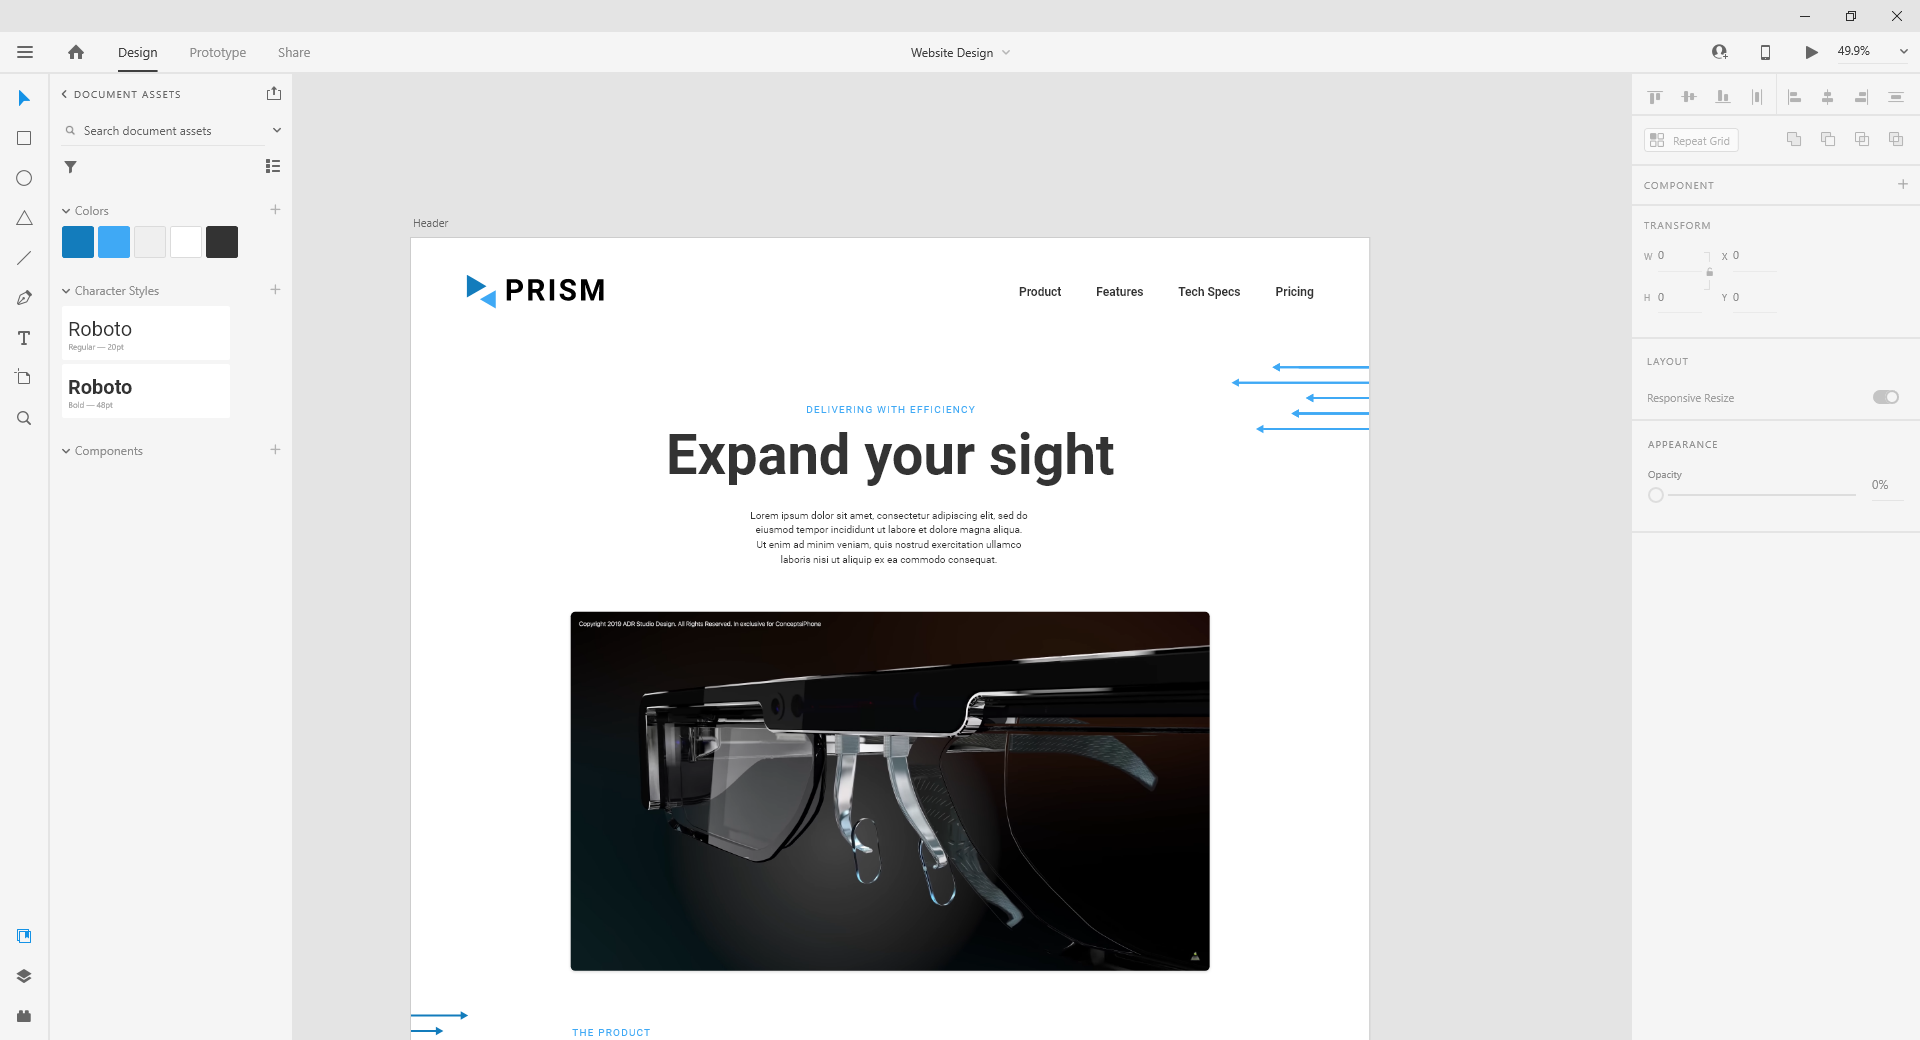 Design
Prototype
Share
Website Design
49.9%
DOCUMENT ASSETS
Search document assets
Colors
Character Styles
Roboto
Regular — 20pt
Roboto
Bold — 48pt
Components
Header
PRISM
Product
Features
Tech Specs
Pricing
DELIVERING WITH EFFICIENCY
Expand your sight
Lorem ipsum dolor sit amet, consectetur adipiscing elit, sed do
eiusmod tempor incididunt ut labore et dolore magna aliqua.
Ut enim ad minim veniam, quis nostrud exercitation ullamco
laboris nisi ut aliquip ex ea commodo consequat.
Copyright 2019 ADR Studio Design. All Rights Reserved. In exclusive for ConceptsiPhone
THE PRODUCT
Repeat Grid
COMPONENT
TRANSFORM
W 0
X 0
H 0
Y 0
LAYOUT
Responsive Resize
APPEARANCE
Opacity
0%